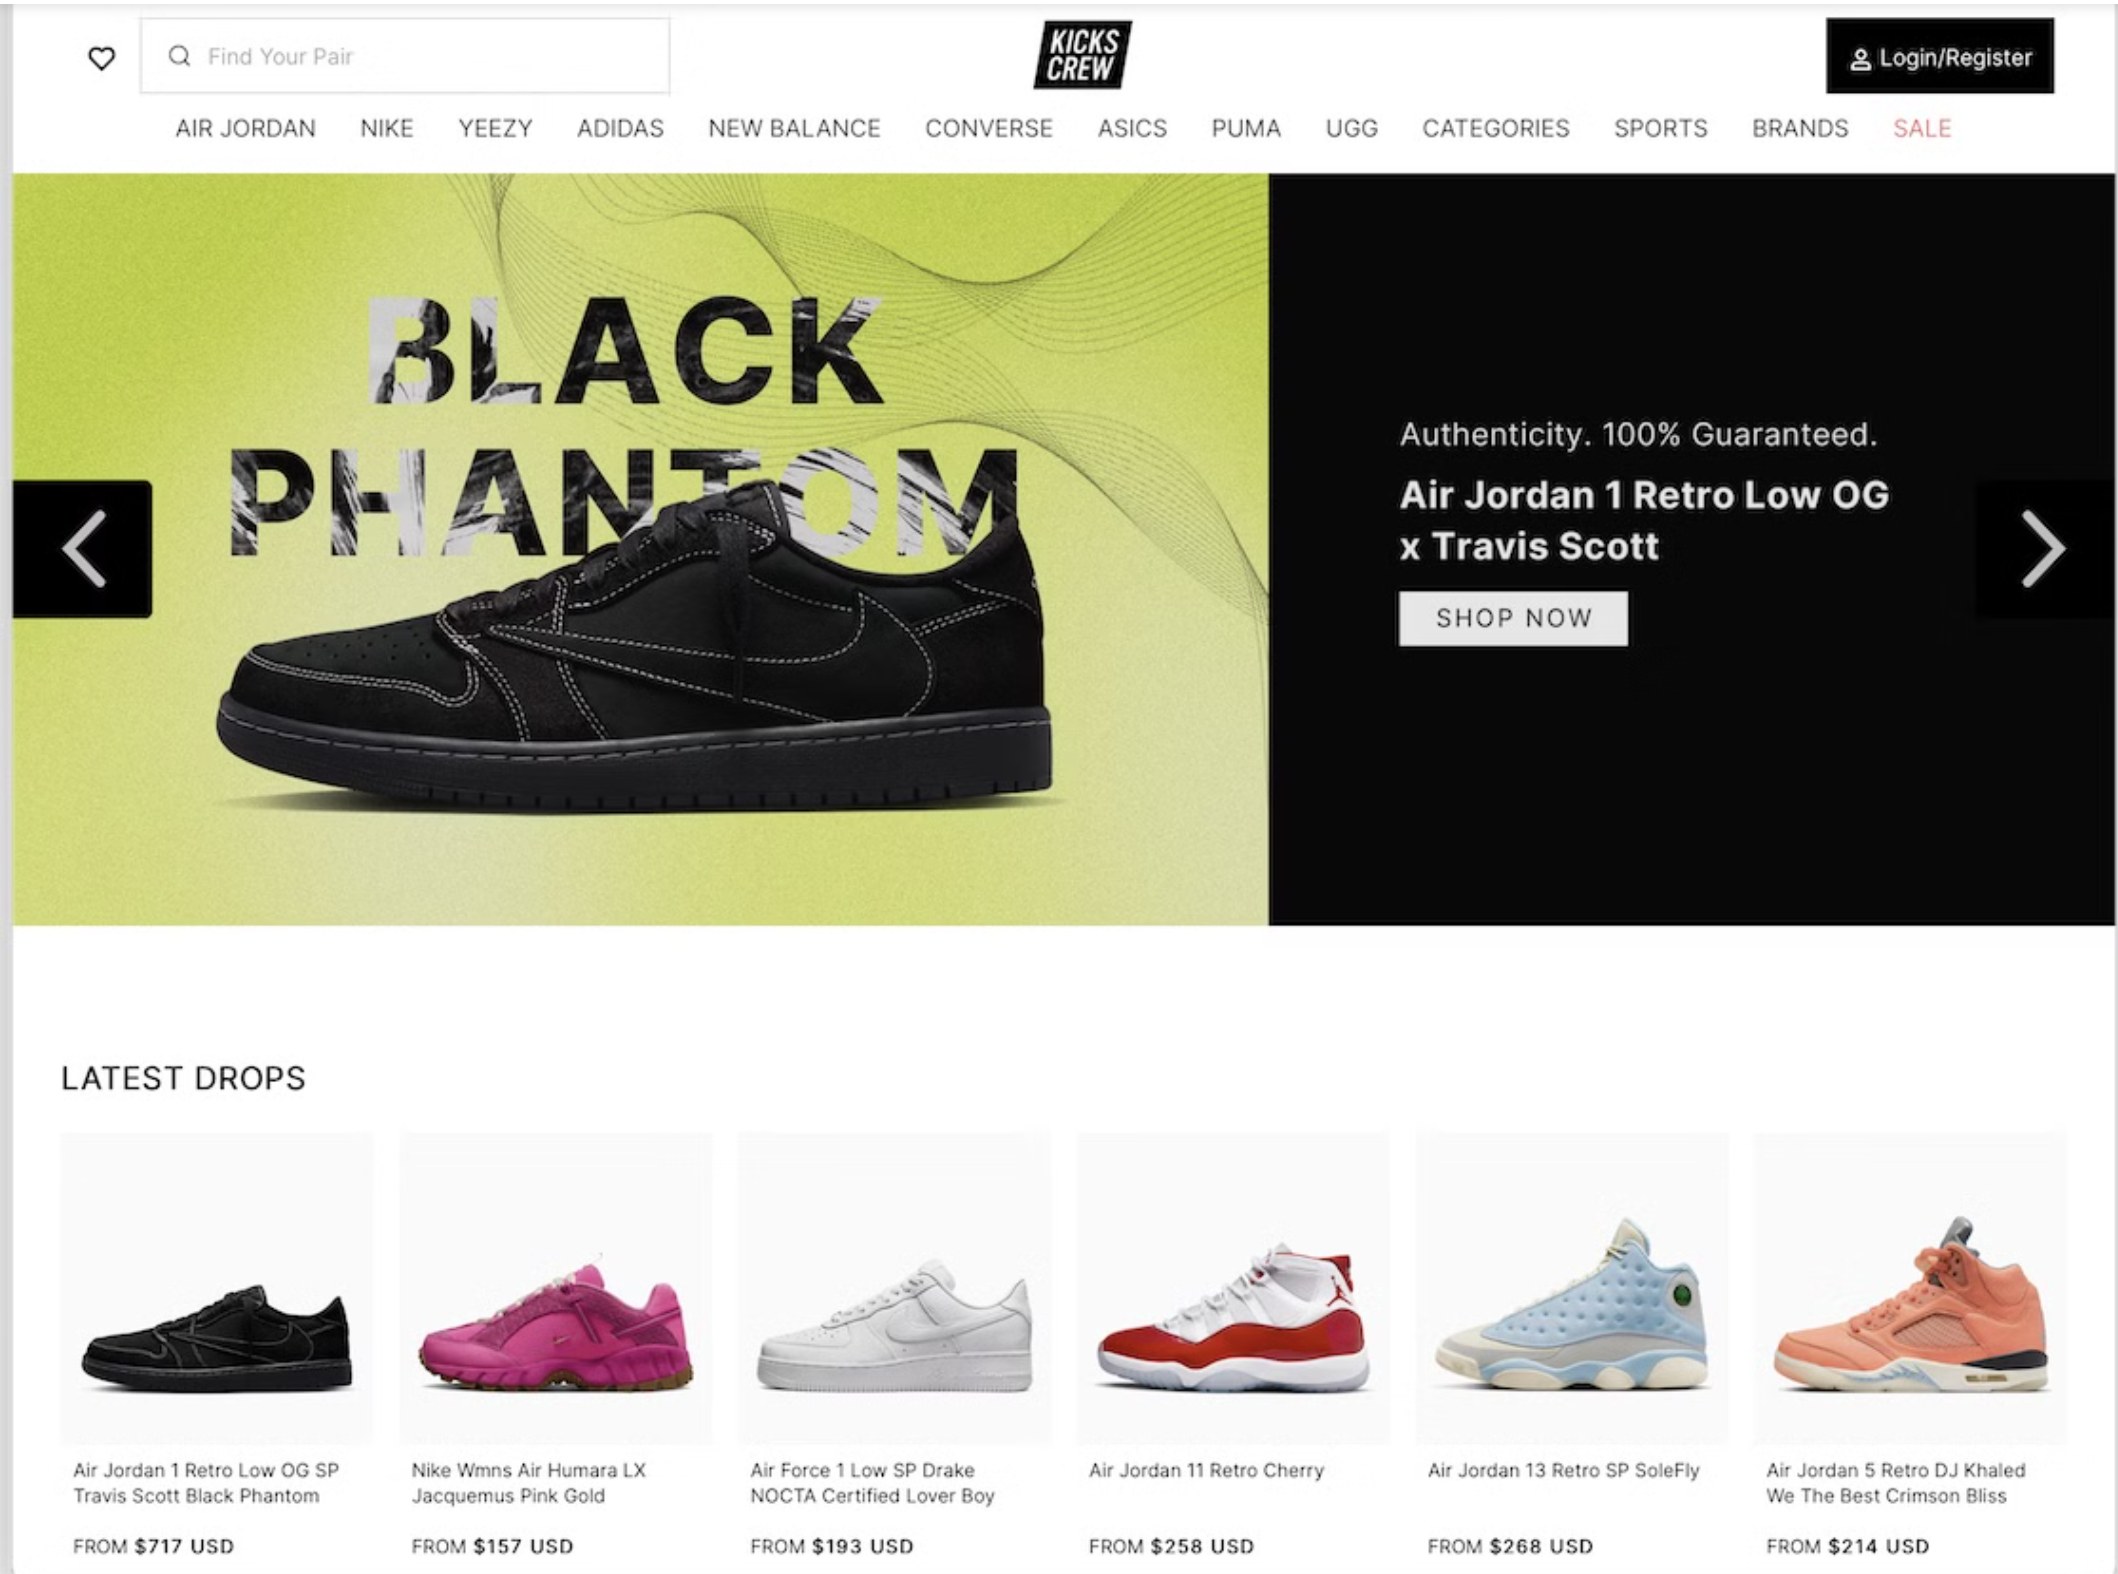 Find Your Pair
KICKS
CREW
Login/Register
AIR JORDAN NIKE YEEZY ADIDAS NEW BALANCE CONVERSE ASICS PUMA UGG CATEGORIES SPORTS BRANDS SALE
BLACK
PHANTOM
Authenticity. 100% Guaranteed.
Air Jordan 1 Retro Low OG
x Travis Scott
SHOP NOW
LATEST DROPS
Air Jordan 1 Retro Low OG SP
Travis Scott Black Phantom
FROM $717 USD
Nike Wmns Air Humara LX
Jacquemus Pink Gold
FROM $157 USD
Air Force 1 Low SP Drake
NOCTA Certified Lover Boy
FROM $193 USD
Air Jordan 11 Retro Cherry
FROM $258 USD
Air Jordan 13 Retro SP SoleFly
FROM $268 USD
Air Jordan 5 Retro DJ Khaled
We The Best Crimson Bliss
FROM $214 USD